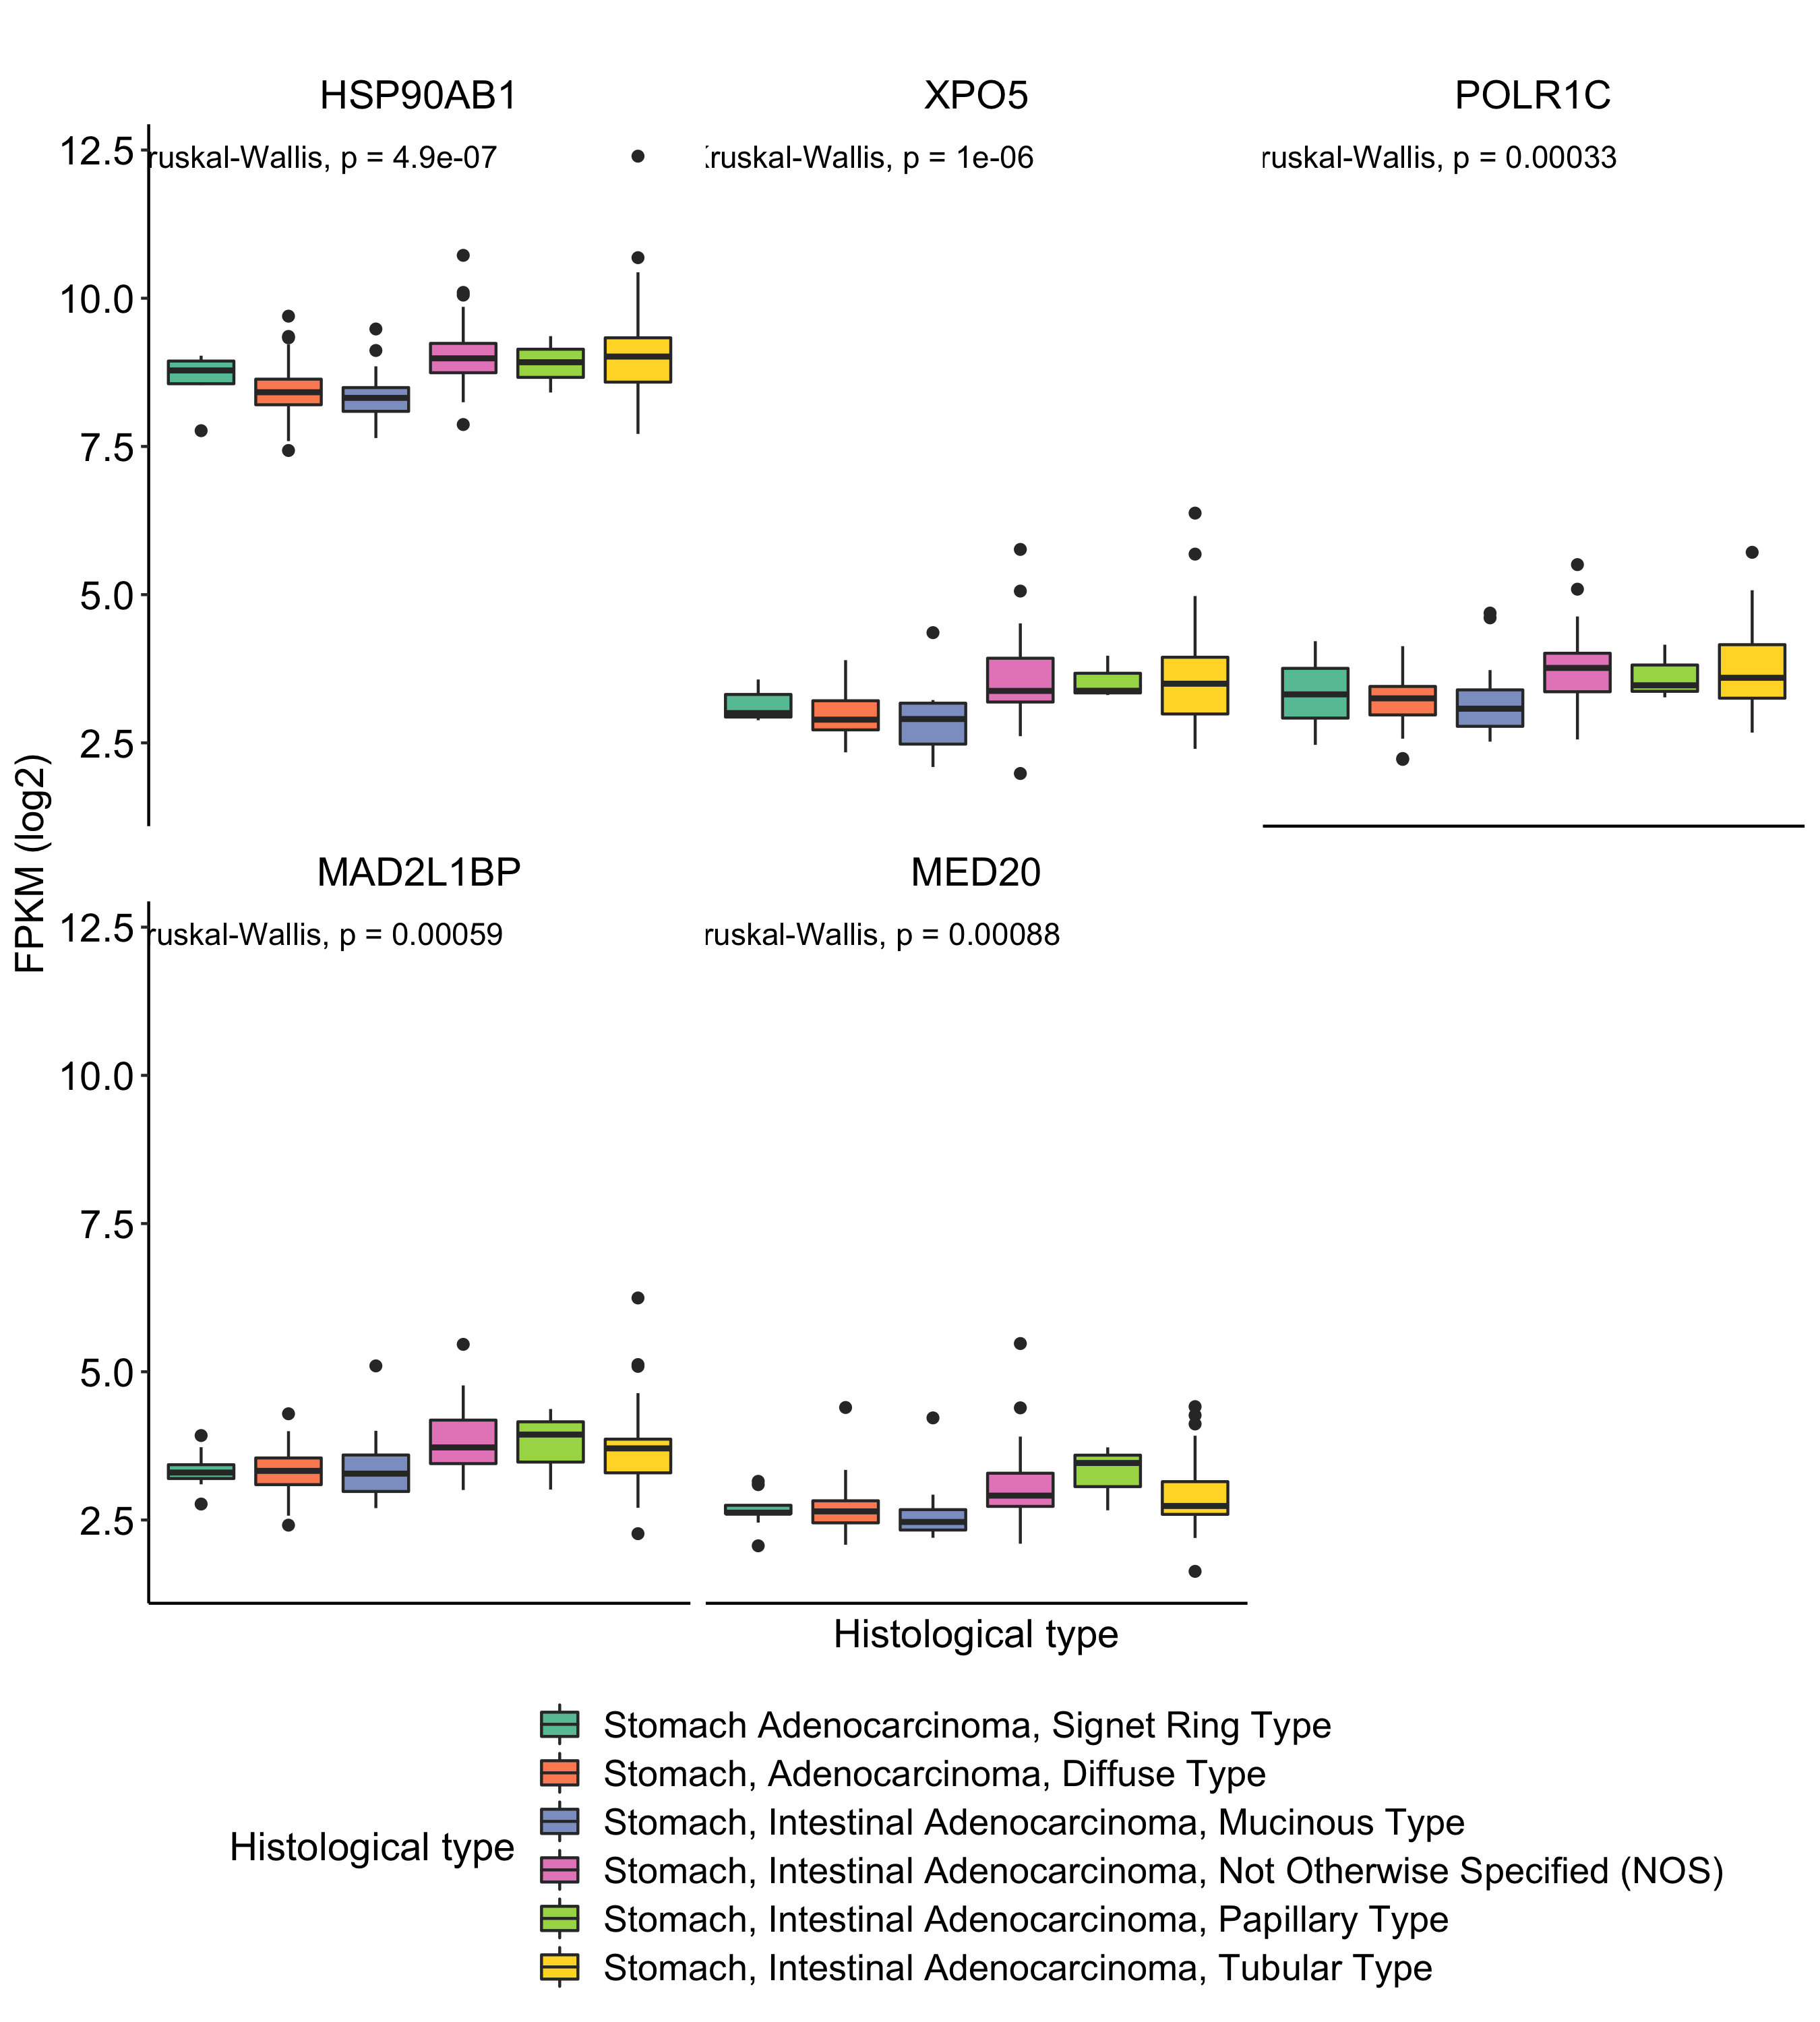 HSP90AB1 XPO5 POLR1C
12.5
ruskal-Wallis, p = 4.9e-07 Kruskal-Wallis, p = 1e-06 ruskal-Wallis, p = 0.00033
10.0
7.5
5.0
2.5
FPKM (log2)
MAD2L1BP MED20
12.5
ruskal-Wallis, p = 0.00059 ruskal-Wallis, p = 0.00088
10.0
7.5
5.0
2.5
Histological type
Histological type
Stomach Adenocarcinoma, Signet Ring Type
Stomach, Adenocarcinoma, Diffuse Type
Stomach, Intestinal Adenocarcinoma, Mucinous Type
Stomach, Intestinal Adenocarcinoma, Not Otherwise Specified (NOS)
Stomach, Intestinal Adenocarcinoma, Papillary Type
Stomach, Intestinal Adenocarcinoma, Tubular Type